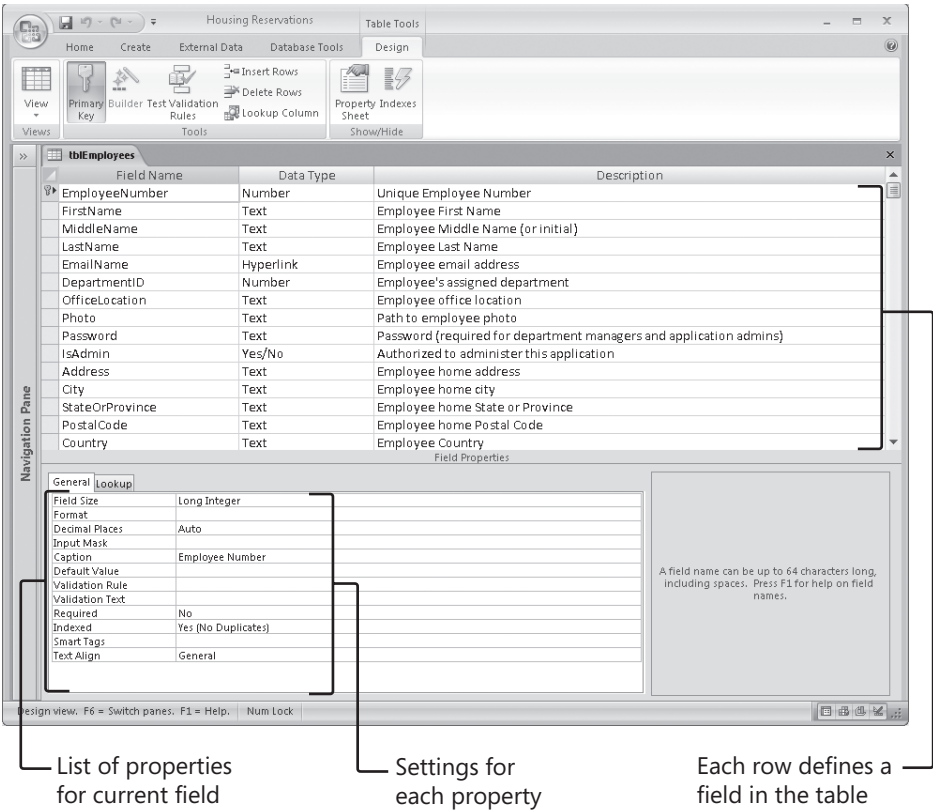 Housing Reservations
Table Tools
Home Create External Data Database Tools Design
View
Primary Key
Builder
Test Validation Rules
Insert Rows
Delete Rows
Lookup Column
Property Sheet
Indexes
Views Tools Show/Hide
tblEmployees
Field Name Data Type Description
EmployeeNumber Number Unique Employee Number
FirstName Text Employee First Name
MiddleName Text Employee Middle Name (or initial)
LastName Text Employee Last Name
EmailName Hyperlink Employee email address
DepartmentID Number Employee's assigned department
OfficeLocation Text Employee office location
Photo Text Path to employee photo
Password Text Password (required for department managers and application admins)
IsAdmin Yes/No Authorized to administer this application
Address Text Employee home address
City Text Employee home city
StateOrProvince Text Employee home State or Province
PostalCode Text Employee home Postal Code
Country Text Employee Country
Navigation Pane
Field Properties
General Lookup
Field Size Long Integer
Format
Decimal Places Auto
Input Mask
Caption Employee Number
Default Value
Validation Rule
Validation Text
Required No
Indexed Yes (No Duplicates)
Smart Tags
Text Align General
A field name can be up to 64 characters long,
including spaces. Press F1 for help on field
names.
Design view. F6 = Switch panes. F1 = Help. Num Lock
List of properties
for current field
Settings for
each property
Each row defines a
field in the table